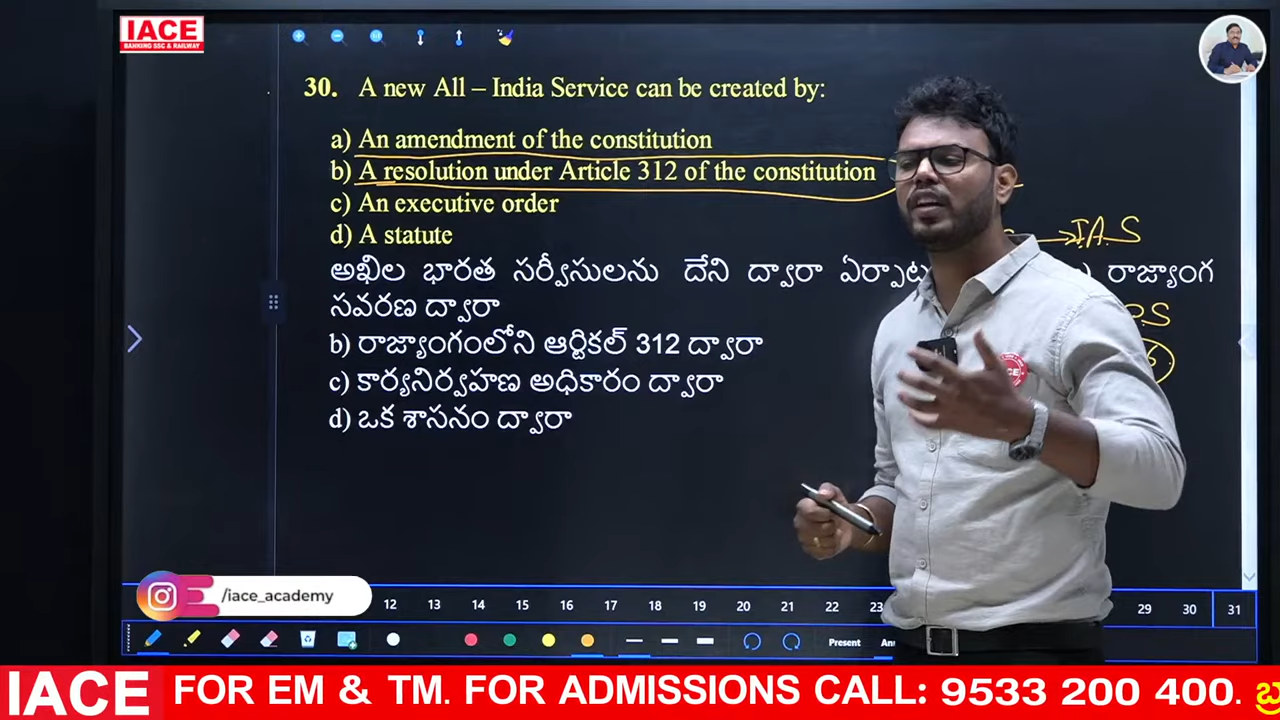 IACE
BANKING SSC & RAILWAY
30. A new All – India Service can be created by:
a) An amendment of the constitution
b) A resolution under Article 312 of the constitution
c) An executive order
d) A statute
I.A.S
అఖిల భారత సర్వీసులను దేని ద్వారా రాజ్యాంగ
సవరణ ద్వారా
b) రాజ్యాంగంలోని ఆర్టికల్ 312 ద్వారా
c) కార్యనిర్వహణ అధికారం ద్వారా
d) ఒక శాసనం ద్వారా
/iace_academy
12 13 14 15 16 17 18 19 20 21 22 23 29 30 31
Present
IACE FOR EM & TM. FOR ADMISSIONS CALL: 9533 200 400.